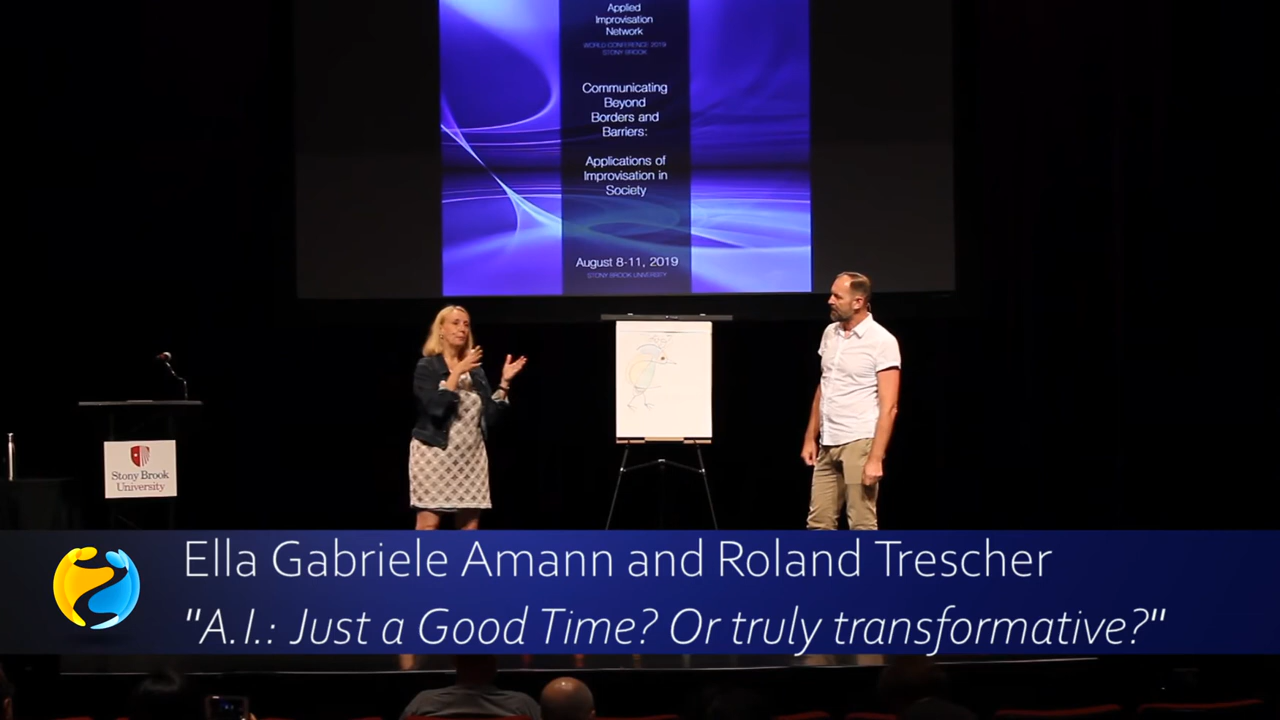 Applied
Improvisation
Network
WORLD CONFERENCE 2019
STONY BROOK
Communicating
Beyond
Borders and
Barriers:
Applications of
Improvisation in
Society
August 8-11, 2019
STONY BROOK UNIVERSITY
Stony Brook
University
Ella Gabriele Amann and Roland Trescher
"A.I.: Just a Good Time? Or truly transformative?"